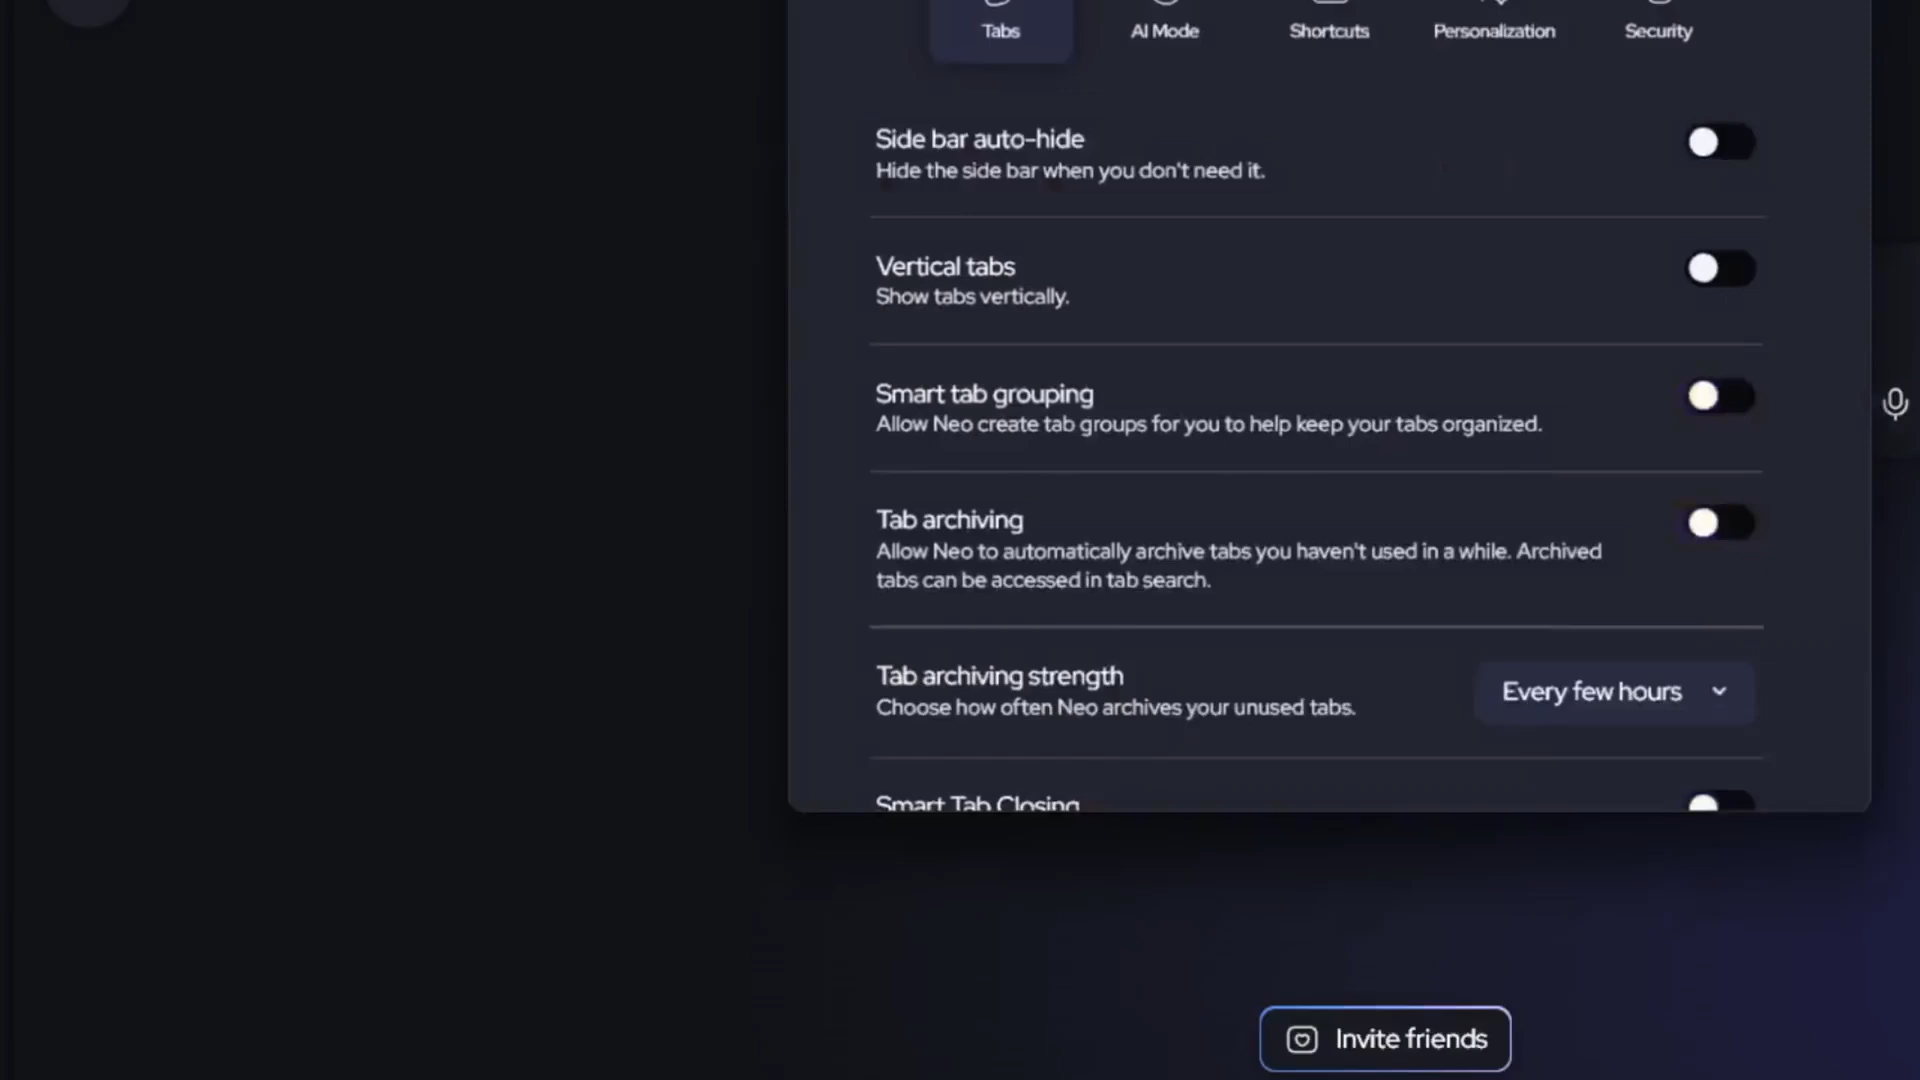 Tabs
AI Mode
Shortcuts
Personalization
Security
Side bar auto-hide
Hide the side bar when you don't need it.
Vertical tabs
Show tabs vertically.
Smart tab grouping
Allow Neo create tab groups for you to help keep your tabs organized.
Tab archiving
Allow Neo to automatically archive tabs you haven't used in a while. Archived
tabs can be accessed in tab search.
Tab archiving strength
Choose how often Neo archives your unused tabs.
Every few hours
Smart Tab Closing
Invite friends